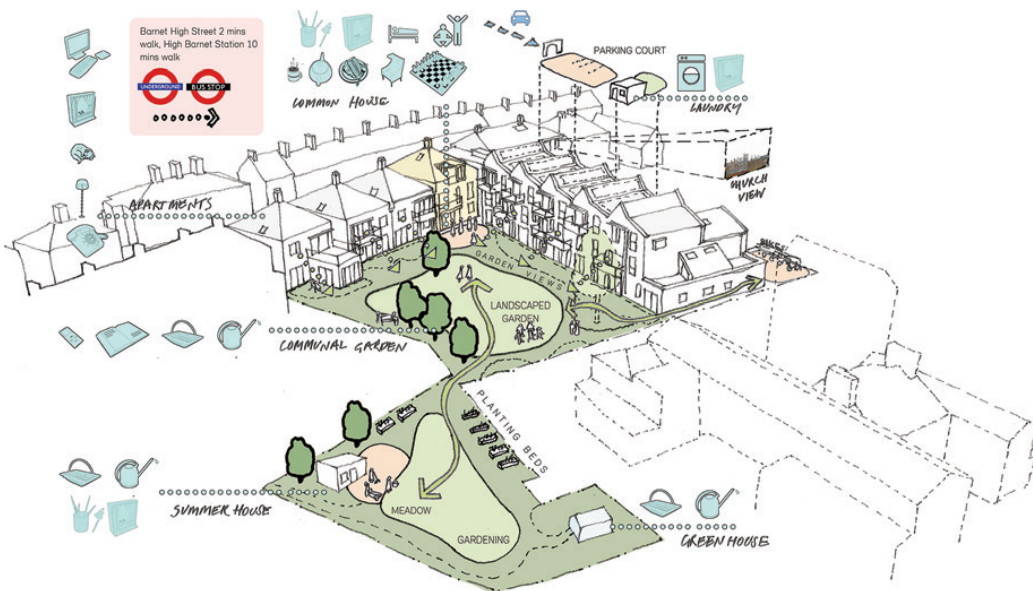 Barnet High Street 2 mins
walk, High Barnet Station 10
mins walk
UNDERGROUND
BUS STOP
COMMON HOUSE
PARKING COURT
LAUNDRY
CHURCH
VIEW
APARTMENTS
BIKES
GARDEN VIEWS
LANDSCAPED
GARDEN
COMMUNAL GARDEN
PLANTING BEDS
SUMMER HOUSE
MEADOW
GARDENING
GREEN HOUSE